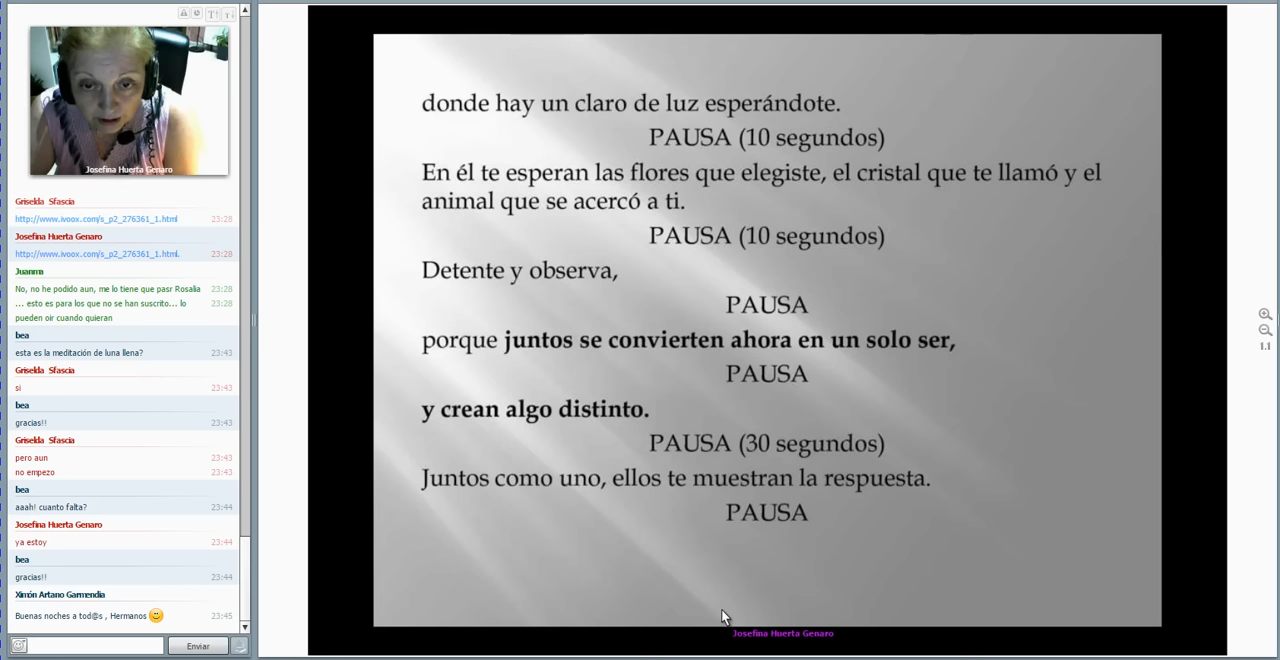 Josefina Huerta Genaro
Griselda Sfascia
http://www.ivoox.com/s_p2_276361_1.html 23:28
Josefina Huerta Genaro
http://www.ivoox.com/s_p2_276361_1.html. 23:28
Juanma
No, no he podido aun, me lo tiene que pasr Rosalia 23:28
... esto es para los que no se han suscrito... lo 23:28
pueden oir cuando quieran
bea
esta es la meditación de luna llena? 23:43
Griselda Sfascia
si 23:43
bea
gracias!! 23:43
Griselda Sfascia
pero aun 23:43
no empezo 23:43
bea
aaah! cuanto falta? 23:44
Josefina Huerta Genaro
ya estoy 23:44
bea
gracias!! 23:44
Ximón Artano Garmendia
Buenas noches a tod@s , Hermanos 23:45
Enviar
donde hay un claro de luz esperándote.
PAUSA (10 segundos)
En él te esperan las flores que elegiste, el cristal que te llamó y el
animal que se acercó a ti.
PAUSA (10 segundos)
Detente y observa,
PAUSA
porque juntos se convierten ahora en un solo ser,
PAUSA
y crean algo distinto.
PAUSA (30 segundos)
Juntos como uno, ellos te muestran la respuesta.
PAUSA
Josefina Huerta Genaro
1.1